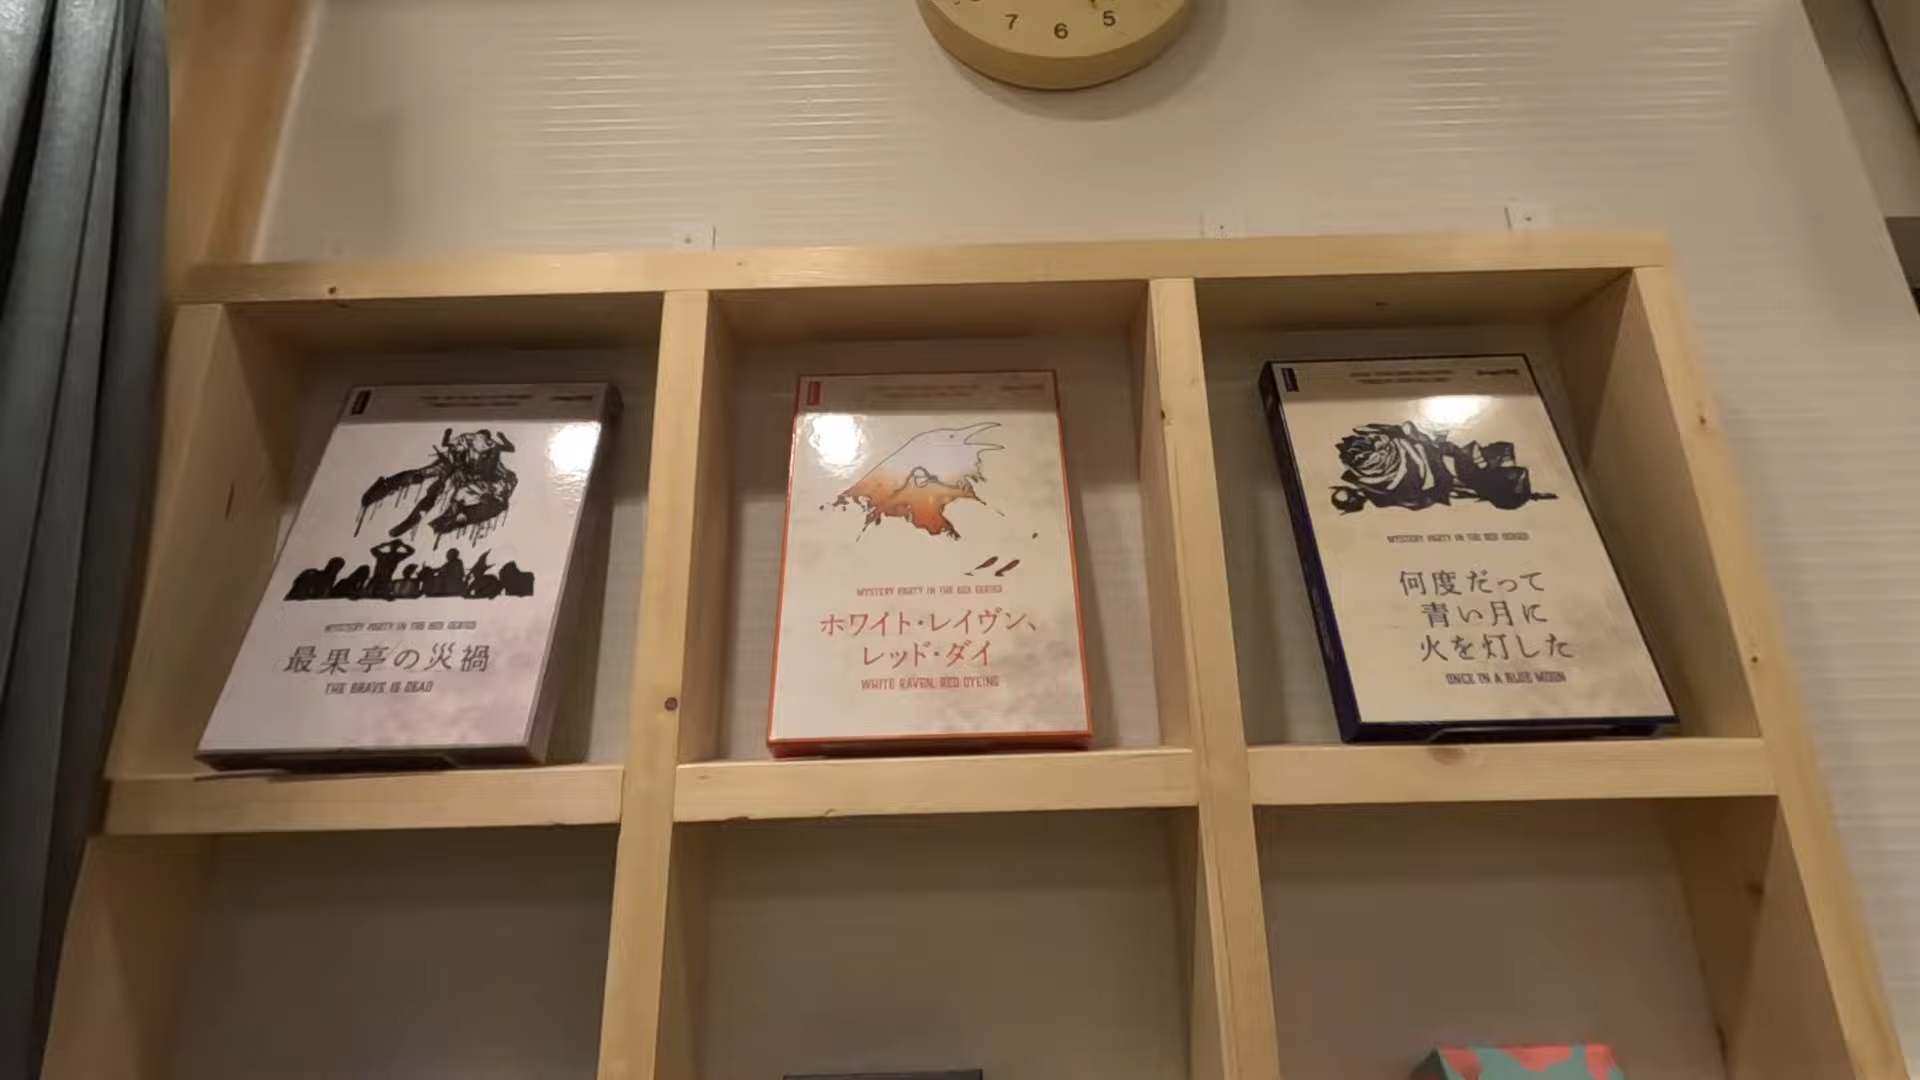 7
6
5
MYSTERY PARTY IN THE BOX SERIES
最果亭の災禍
THE BRAVE IS DEAD
MYSTERY PARTY IN THE BOX SERIES
ホワイト・レイヴン、
レッド・ダイ
WHITE RAVEN, RED DYEING
MYSTERY PARTY IN THE BOX SERIES
何度だって
青い月に
火を灯した
ONCE IN A BLUE MOON